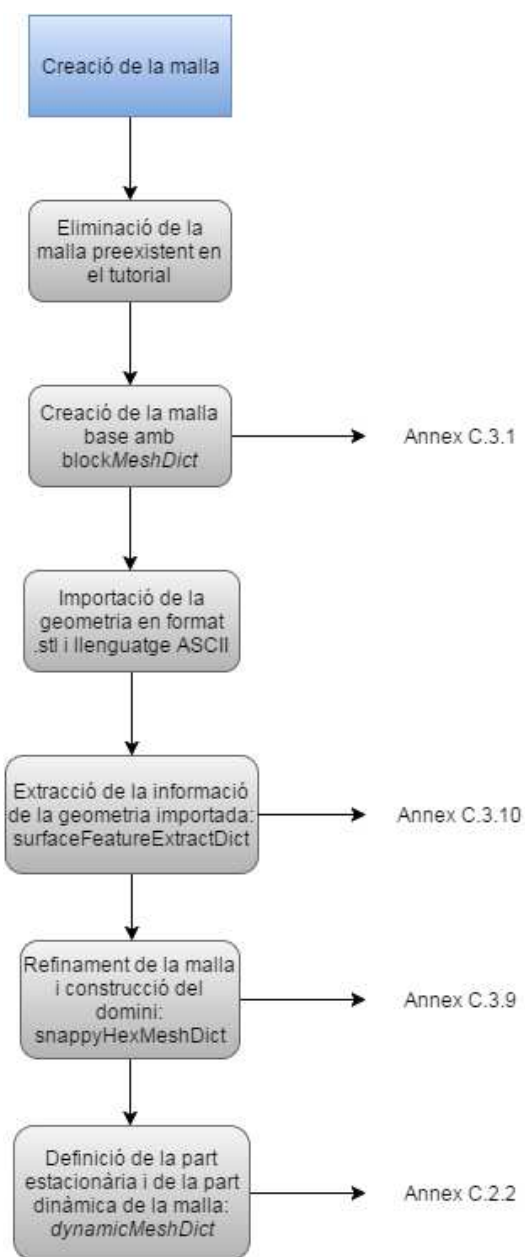 Creació de la malla
Eliminació de la
malla preexistent en
el tutorial
Creació de la malla
base amb
blockMeshDict
Annex C.3.1
Importació de la
geometria en format
.stl i llenguatge ASCII
Extracció de la informació
de la geometria importada:
surfaceFeatureExtractDict
Annex C.3.10
Refinament de la malla
i construcció del
domini:
snappyHexMeshDict
Annex C.3.9
Definició de la part
estacionària i de la part
dinàmica de la malla:
dynamicMeshDict
Annex C.2.2